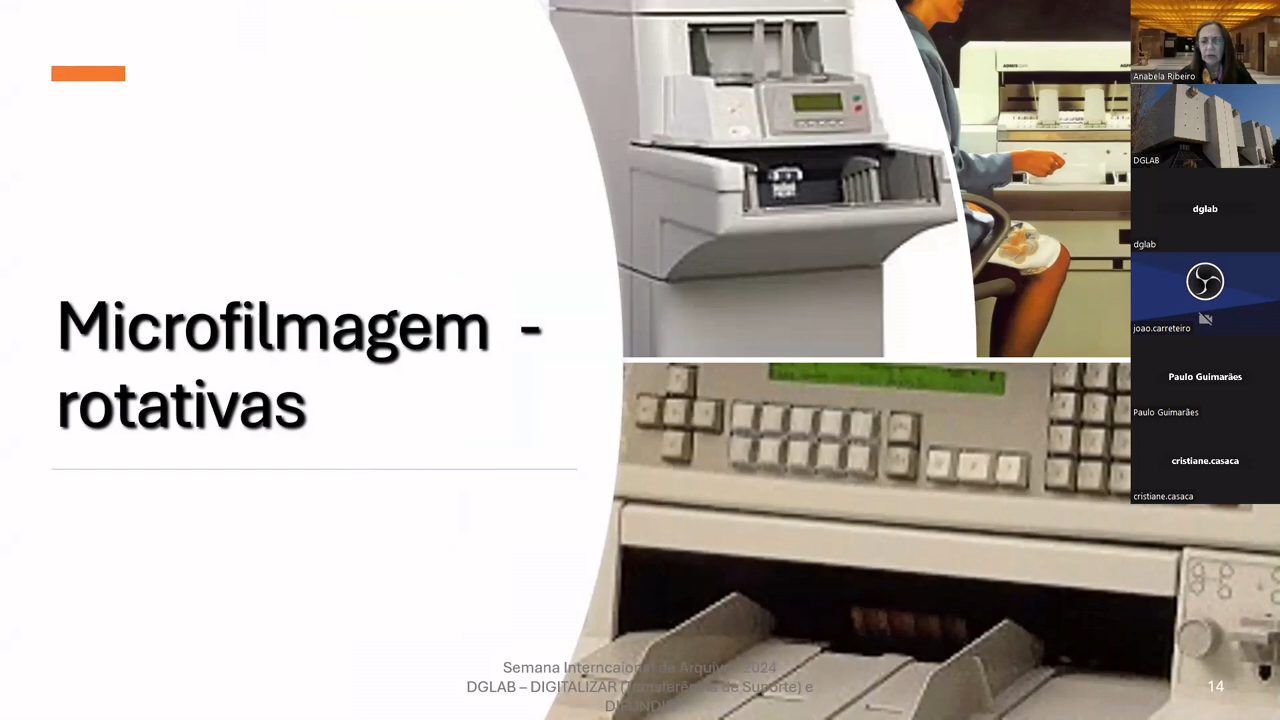 Microfilmagem -
rotativas
Semana Interncaional de Arquivos 2024
DGLAB – DIGITALIZAR (Transferência de Suporte) e
14
Anabela Ribeiro
DGLAB
dglab
dglab
joao.carreteiro
Paulo Guimarães
Paulo Guimarães
cristiane.casaca
cristiane.casaca